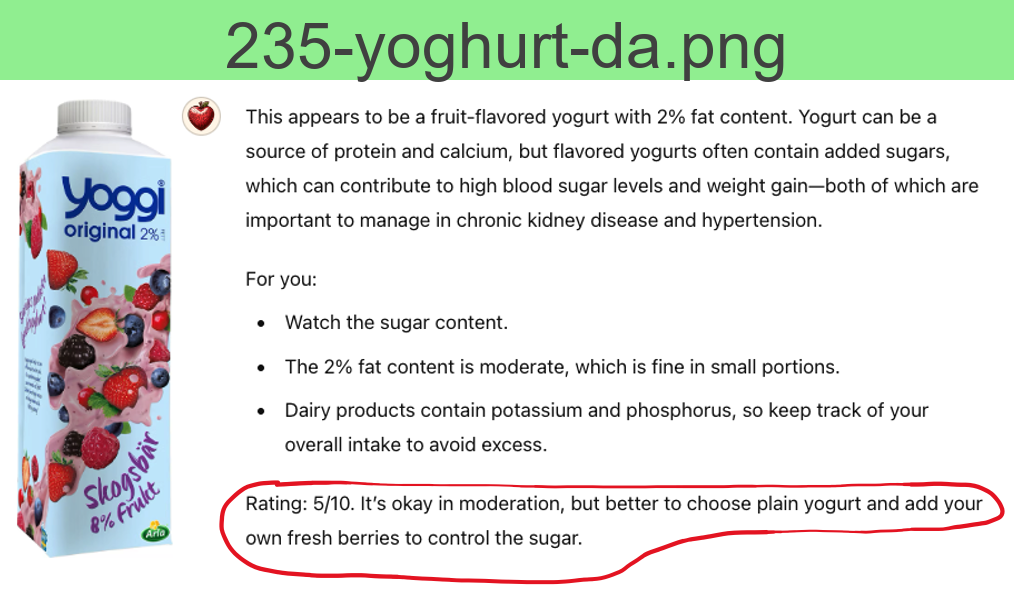 235-yoghurt-da.png
This appears to be a fruit-flavored yogurt with 2% fat content. Yogurt can be a
source of protein and calcium, but flavored yogurts often contain added sugars,
which can contribute to high blood sugar levels and weight gain—both of which are
important to manage in chronic kidney disease and hypertension.
For you:
• Watch the sugar content.
• The 2% fat content is moderate, which is fine in small portions.
• Dairy products contain potassium and phosphorus, so keep track of your
overall intake to avoid excess.
Rating: 5/10. It’s okay in moderation, but better to choose plain yogurt and add your
own fresh berries to control the sugar.
Yoggi®
original 2%
Skogsbär
8% Frukt
Arla